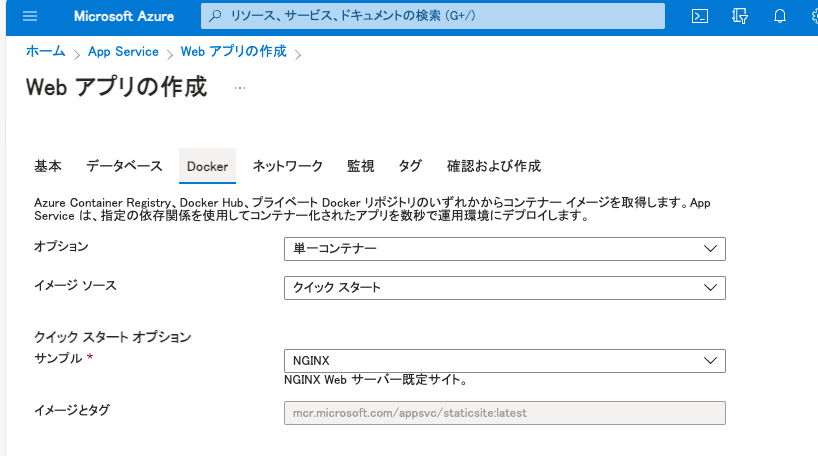 Microsoft Azure
リソース、サービス、ドキュメントの検索 (G+/)
ホーム > App Service > Web アプリの作成 >
Web アプリの作成 …
基本 データベース Docker ネットワーク 監視 タグ 確認および作成
Azure Container Registry、Docker Hub、プライベート Docker リポジトリのいずれかからコンテナー イメージを取得します。App
Service は、指定の依存関係を使用してコンテナー化されたアプリを数秒で運用環境にデプロイします。
オプション 単一コンテナー
イメージ ソース クイック スタート
クイック スタート オプション
サンプル * NGINX
NGINX Web サーバー既定サイト。
イメージとタグ mcr.microsoft.com/appsvc/staticsite:latest